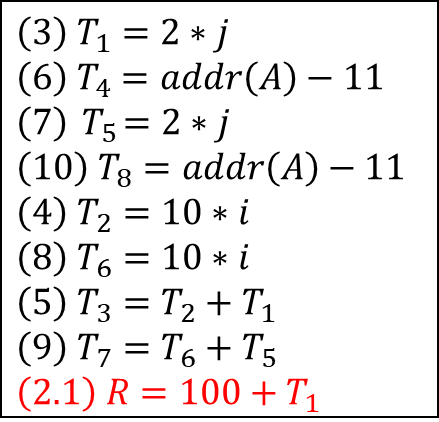 (3) T₁ = 2 ∗ j
(6) T₄ = addr(A) − 11
(7) T₅ = 2 ∗ j
(10) T₈ = addr(A) − 11
(4) T₂ = 10 ∗ i
(8) T₆ = 10 ∗ i
(5) T₃ = T₂ + T₁
(9) T₇ = T₆ + T₅
(2.1) R = 100 + T₁